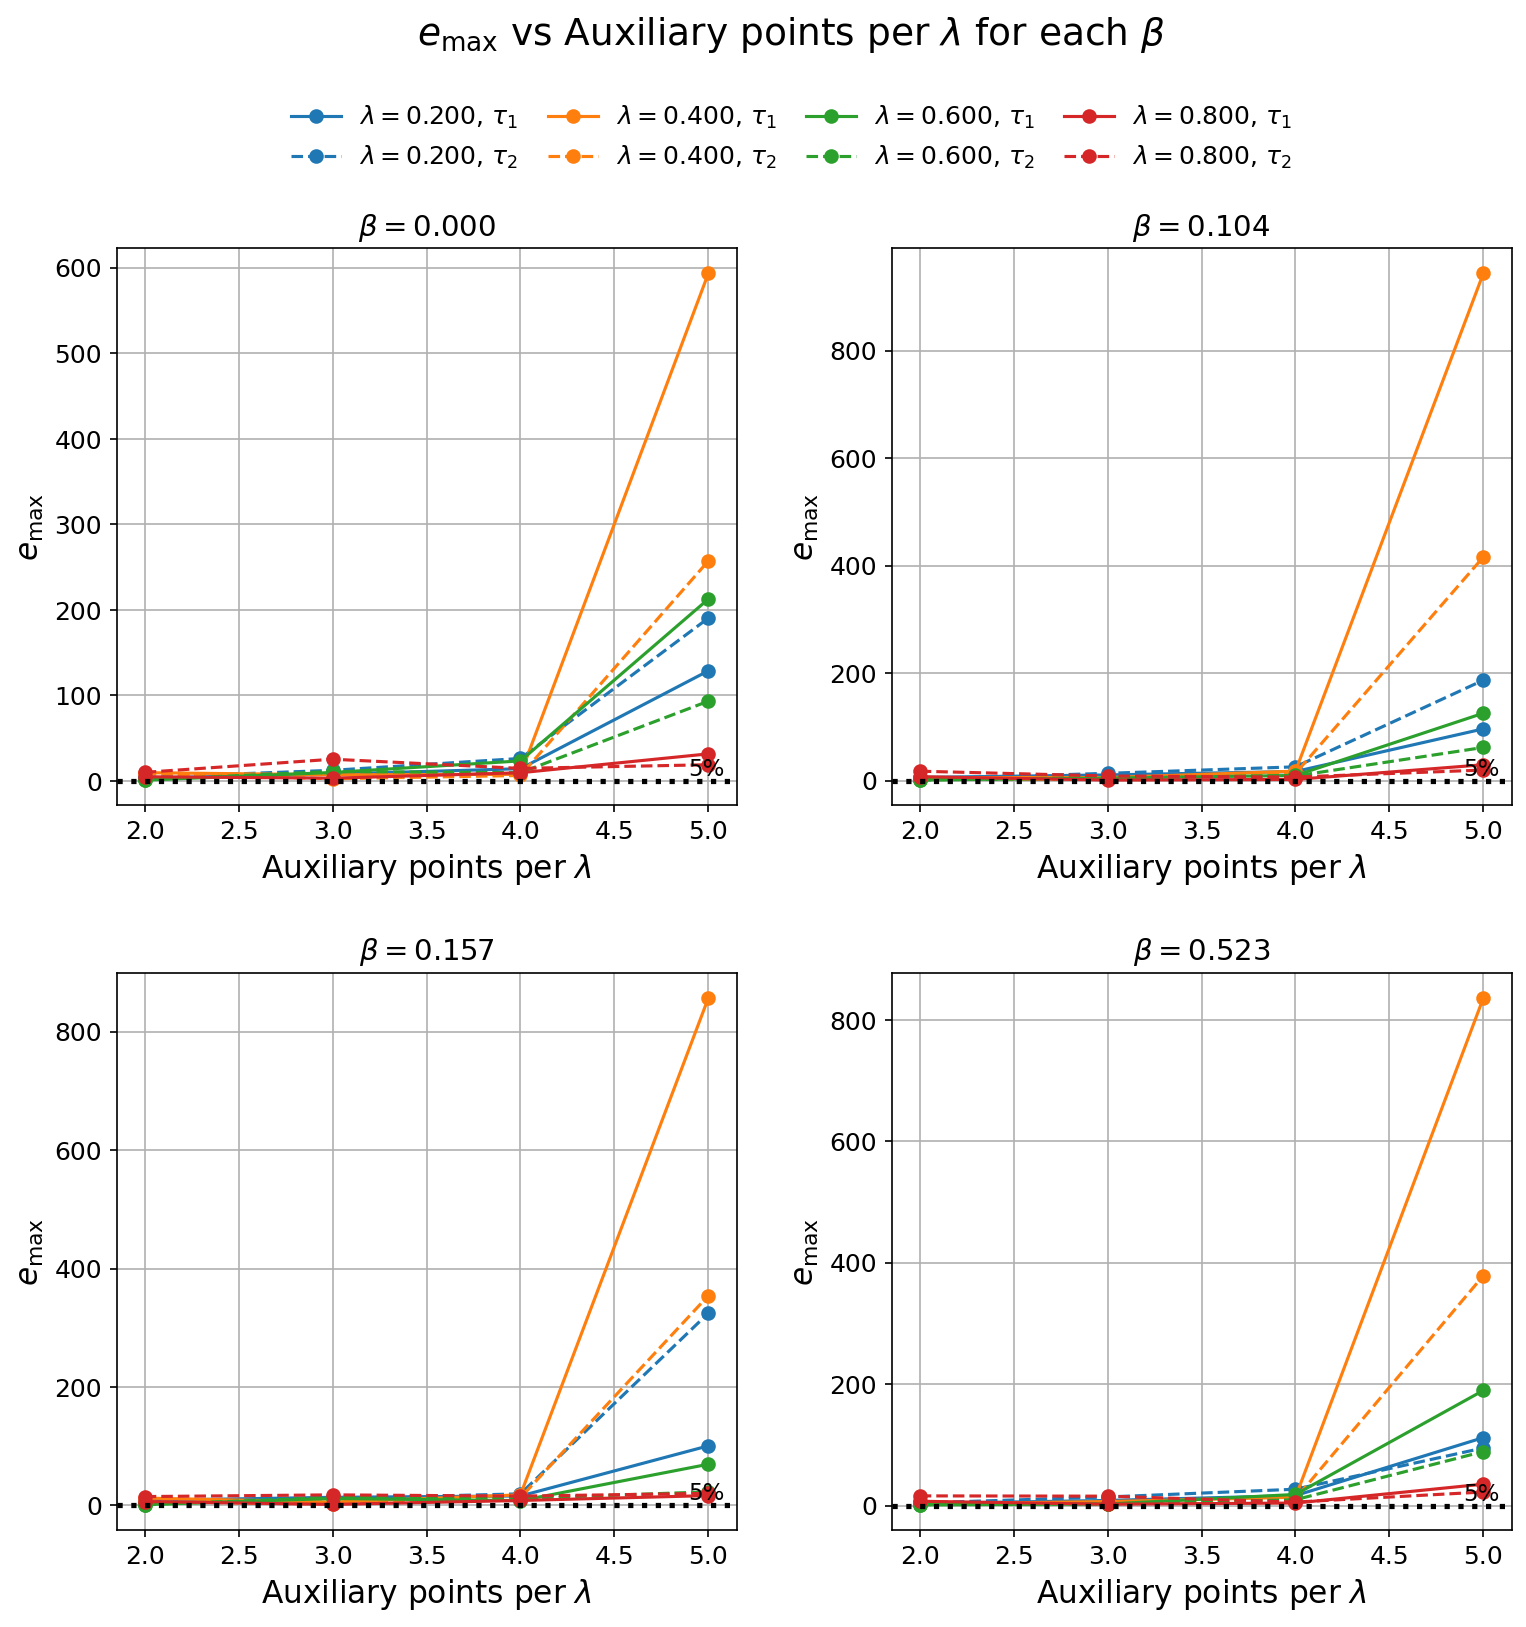 e_max vs Auxiliary points per λ for each β
λ = 0.200, τ₁ λ = 0.400, τ₁ λ = 0.600, τ₁ λ = 0.800, τ₁
λ = 0.200, τ₂ λ = 0.400, τ₂ λ = 0.600, τ₂ λ = 0.800, τ₂
β = 0.000
600
500
400
300
200
100
0
e_max
5%
2.0 2.5 3.0 3.5 4.0 4.5 5.0
Auxiliary points per λ
β = 0.104
800
600
400
200
0
e_max
5%
2.0 2.5 3.0 3.5 4.0 4.5 5.0
Auxiliary points per λ
β = 0.157
800
600
400
200
0
e_max
5%
2.0 2.5 3.0 3.5 4.0 4.5 5.0
Auxiliary points per λ
β = 0.523
800
600
400
200
0
e_max
5%
2.0 2.5 3.0 3.5 4.0 4.5 5.0
Auxiliary points per λ